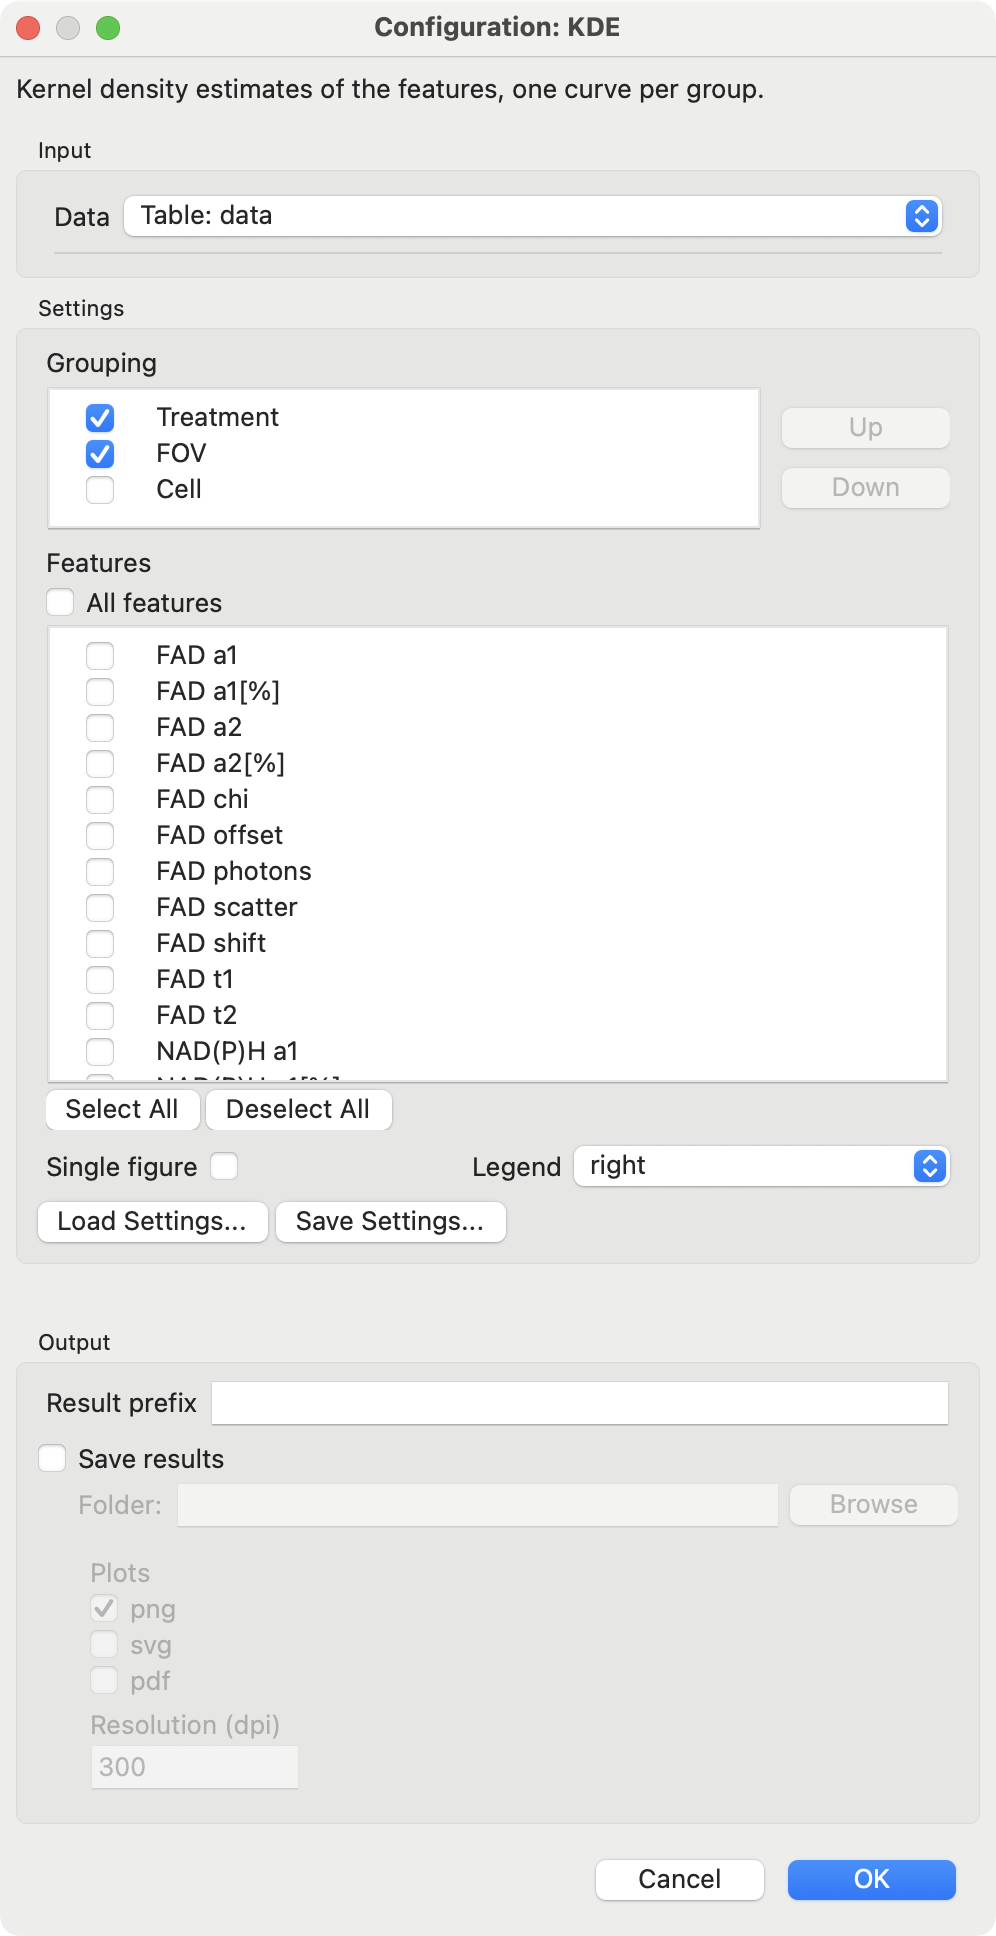 Configuration: KDE
Kernel density estimates of the features, one curve per group.
Input
Data Table: data
Settings
Grouping
Treatment
FOV
Cell
Up
Down
Features
All features
FAD a1
FAD a1[%]
FAD a2
FAD a2[%]
FAD chi
FAD offset
FAD photons
FAD scatter
FAD shift
FAD t1
FAD t2
NAD(P)H a1
Select All Deselect All
Single figure Legend right
Load Settings... Save Settings...
Output
Result prefix
Save results
Folder: Browse
Plots
png
svg
pdf
Resolution (dpi)
300
Cancel OK